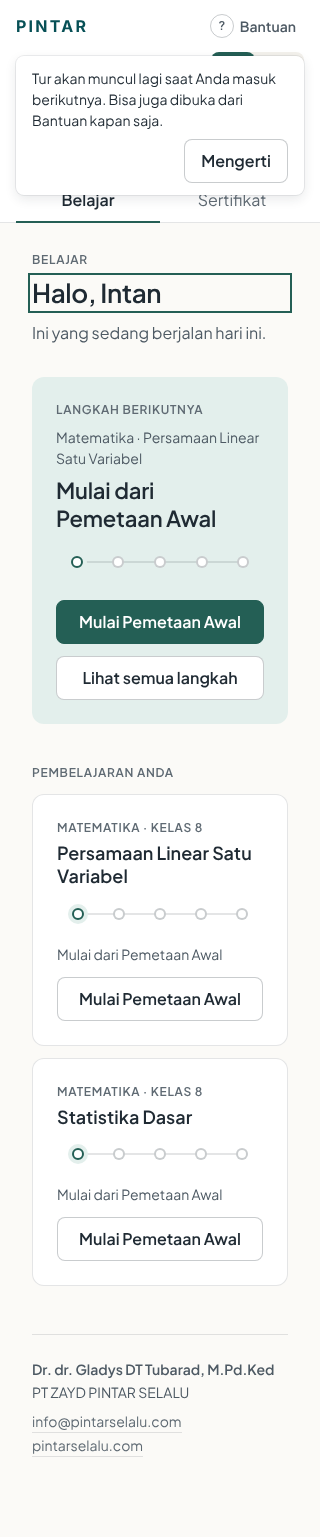 PINTAR
? Bantuan
Tur akan muncul lagi saat Anda masuk
berikutnya. Bisa juga dibuka dari
Bantuan kapan saja.
Mengerti
Belajar Sertifikat
BELAJAR
Halo, Intan
Ini yang sedang berjalan hari ini.
LANGKAH BERIKUTNYA
Matematika · Persamaan Linear
Satu Variabel
Mulai dari
Pemetaan Awal
Mulai Pemetaan Awal
Lihat semua langkah
PEMBELAJARAN ANDA
MATEMATIKA · KELAS 8
Persamaan Linear Satu
Variabel
Mulai dari Pemetaan Awal
Mulai Pemetaan Awal
MATEMATIKA · KELAS 8
Statistika Dasar
Mulai dari Pemetaan Awal
Mulai Pemetaan Awal
Dr. dr. Gladys DT Tubarad, M.Pd.Ked
PT ZAYD PINTAR SELALU
info@pintarselalu.com
pintarselalu.com